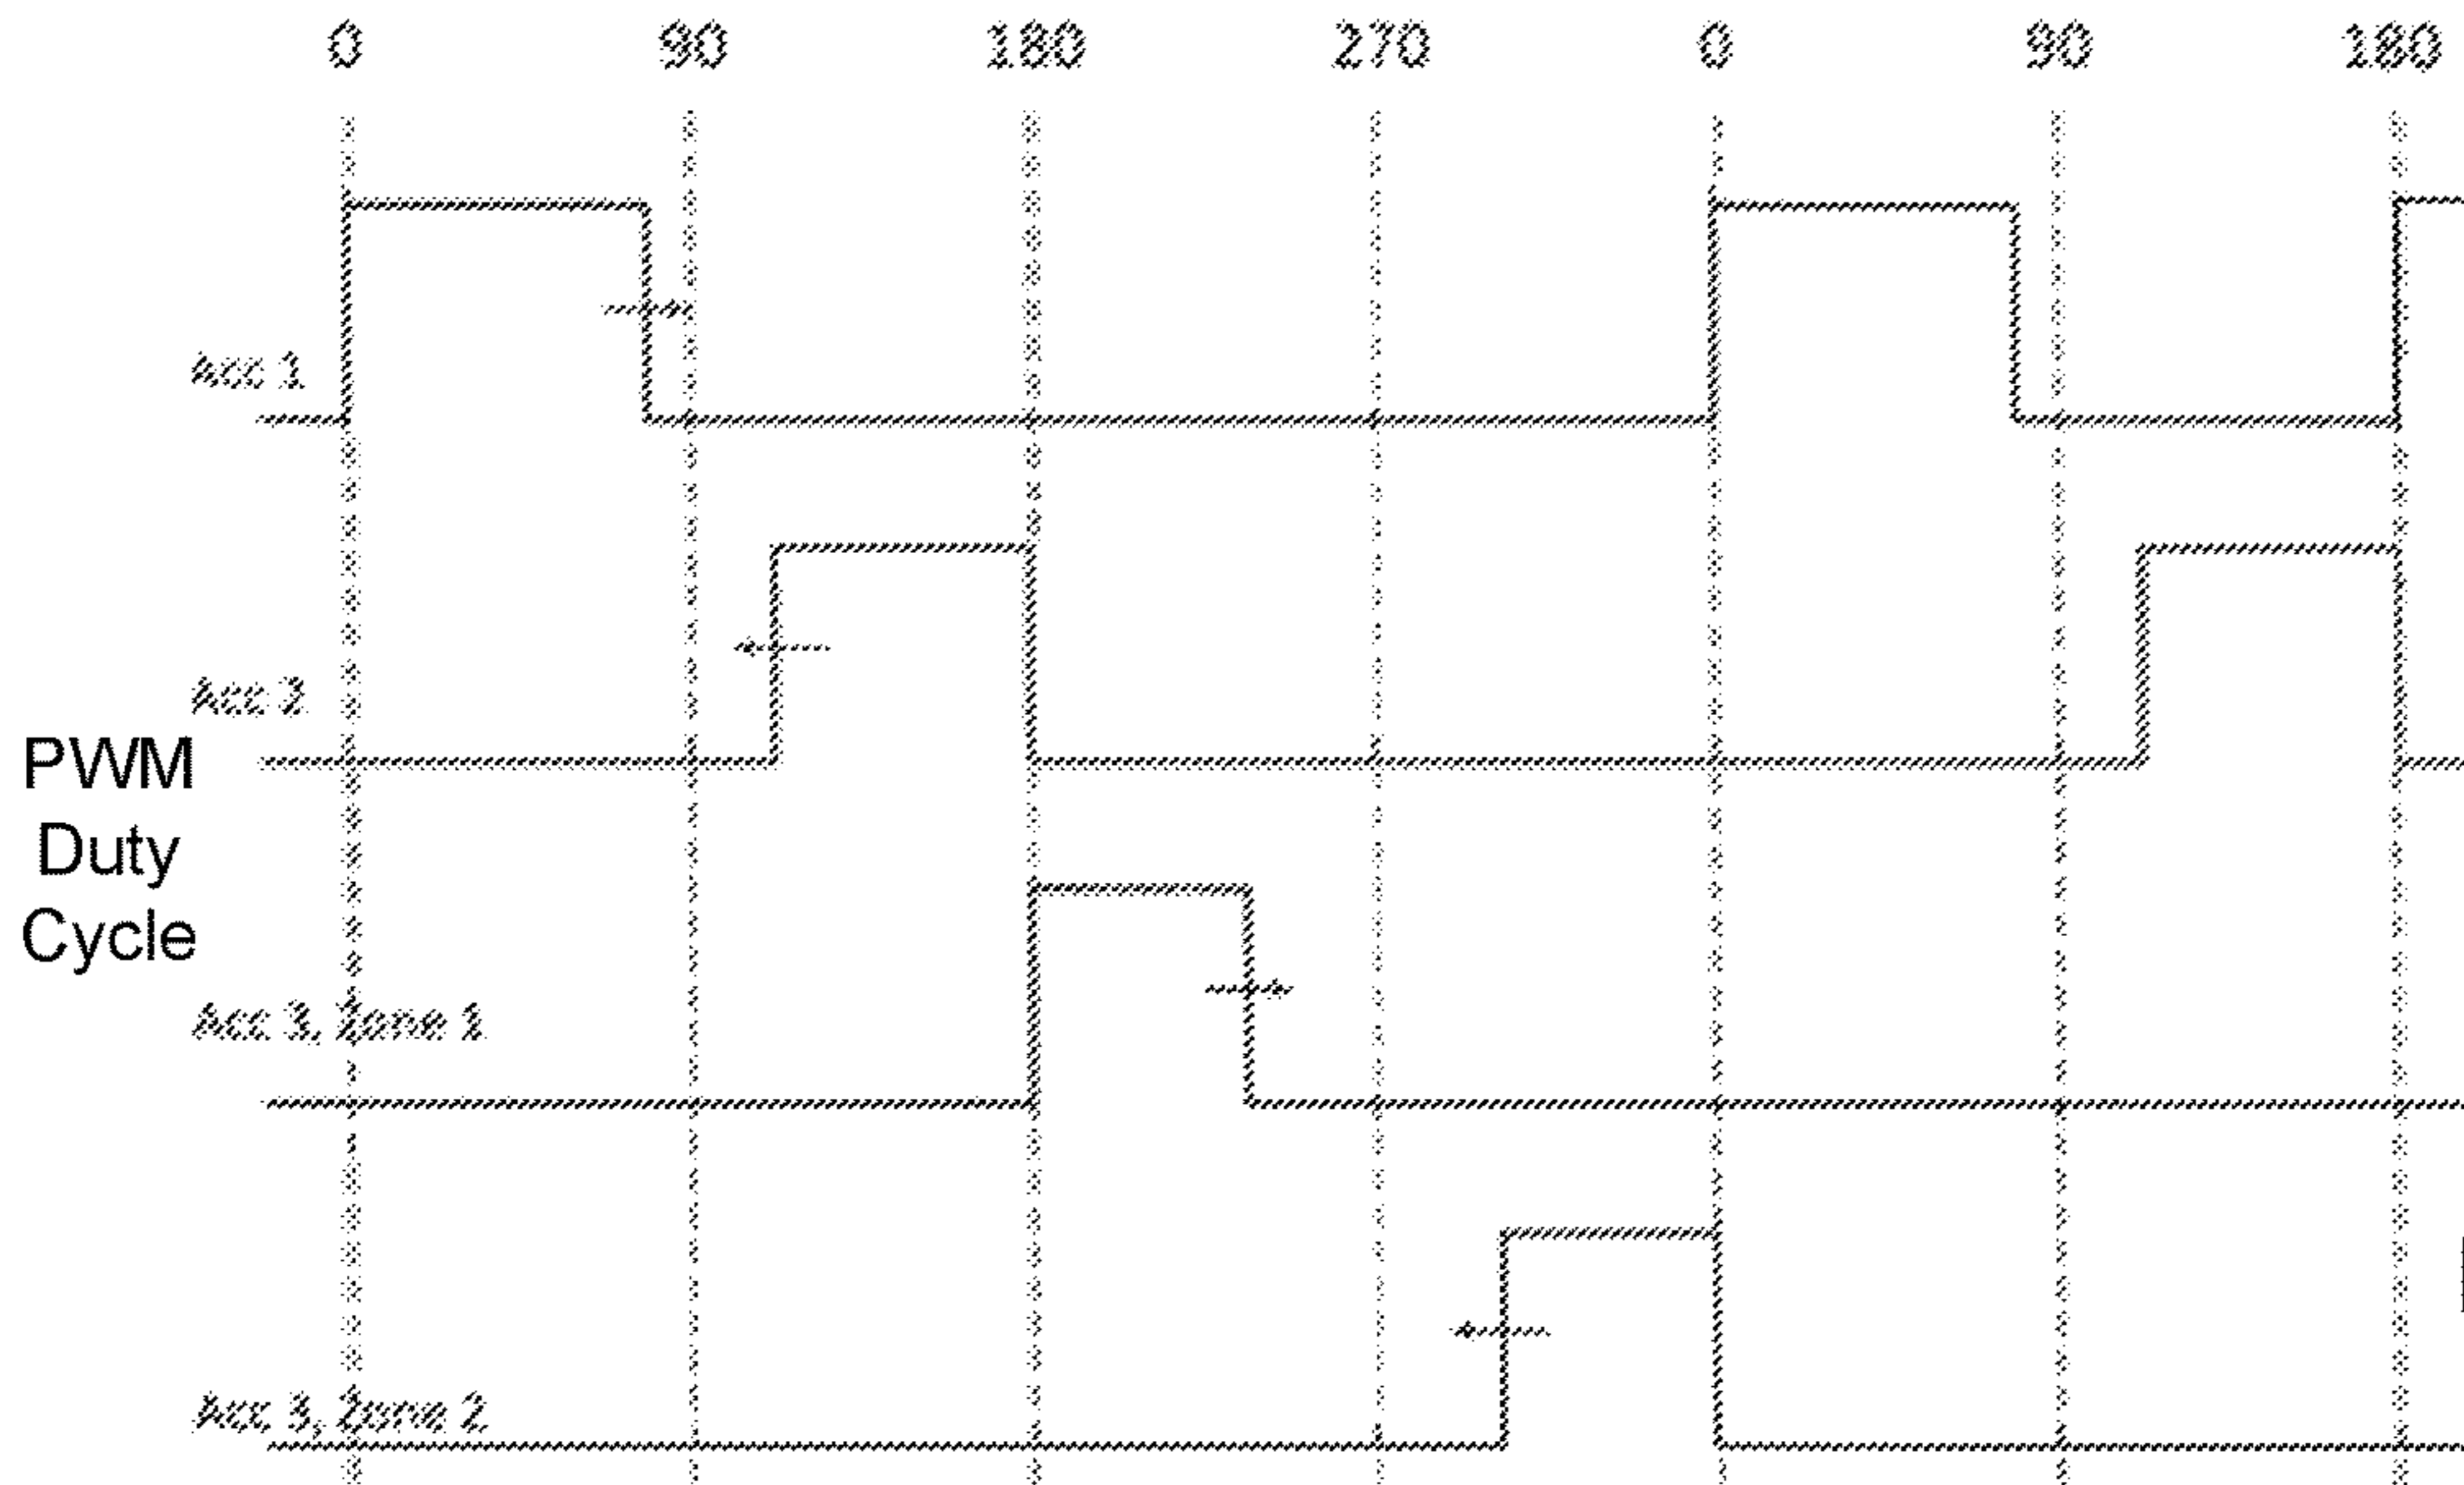 0 90 180 270 0 90 180
Acc 1
Acc 2
PWM
Duty
Cycle
Acc 3, Zone 1
Acc 3, Zone 2